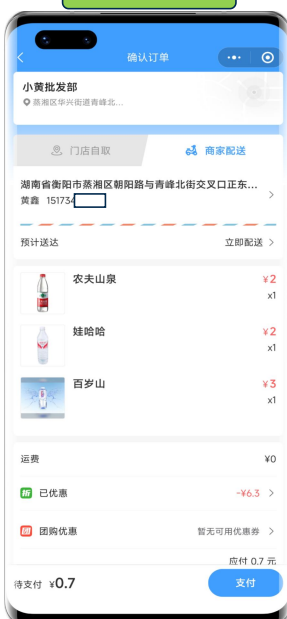 确认订单
小黄批发部
蒸湘区华兴街道青峰北...
门店自取
商家配送
湖南省衡阳市蒸湘区朝阳路与青峰北街交叉口正东...
黄鑫 151734
预计送达
立即配送
农夫山泉
¥2
x1
娃哈哈
¥2
x1
百岁山
¥3
x1
运费
¥0
折 已优惠
-¥6.3
团 团购优惠
暂无可用优惠券
应付 0.7 元
待支付 ¥0.7
支付